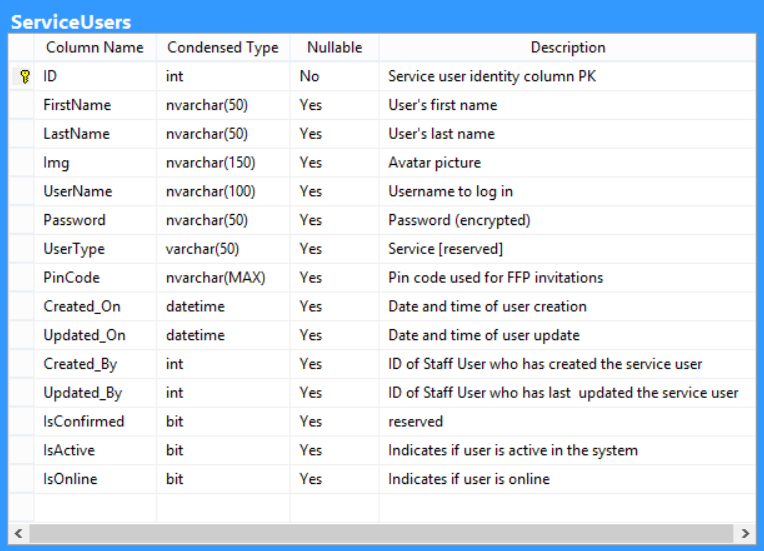 ServiceUsers
Column Name Condensed Type Nullable Description
ID int No Service user identity column PK
FirstName nvarchar(50) Yes User's first name
LastName nvarchar(50) Yes User's last name
Img nvarchar(150) Yes Avatar picture
UserName nvarchar(100) Yes Username to log in
Password nvarchar(50) Yes Password (encrypted)
UserType varchar(50) Yes Service [reserved]
PinCode nvarchar(MAX) Yes Pin code used for FFP invitations
Created_On datetime Yes Date and time of user creation
Updated_On datetime Yes Date and time of user update
Created_By int Yes ID of Staff User who has created the service user
Updated_By int Yes ID of Staff User who has last  updated the service user
IsConfirmed bit Yes reserved
IsActive bit Yes Indicates if user is active in the system
IsOnline bit Yes Indicates if user is online